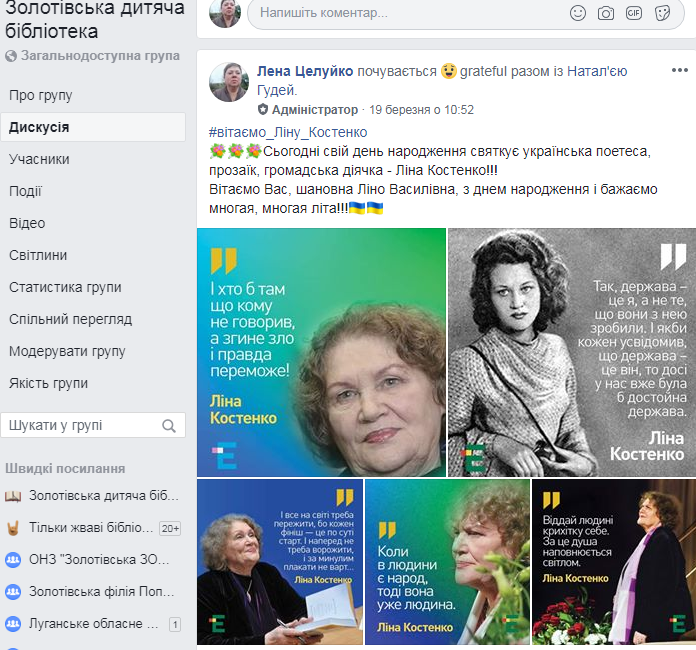 Золотівська дитяча
бібліотека
Загальнодоступна група
Про групу
Дискусія
Учасники
Події
Відео
Світлини
Статистика групи
Спільний перегляд
Модерувати групу
Якість групи
Шукати у групі
Швидкі посилання
Золотівська дитяча біб...
Тільки жваві бібліо... 20+
ОНЗ "Золотівська ЗО...
Золотівська філія Поп...
Луганське обласне ... 1
Напишіть коментар...
GIF
Лена Целуйко почувається grateful разом із Натал'єю
Гудей.
Адміністратор · 19 березня о 10:52
#вітаємо_Ліну_Костенко
Сьогодні свій день народження святкує українська поетеса,
прозаїк, громадська діячка - Ліна Костенко!!!
Вітаємо Вас, шановна Ліно Василівна, з днем народження і бажаємо
многая, многая літа!!!
І хто б там
що кому
не говорив,
а згине зло
і правда
переможе!
Ліна
Костенко
Е
Так, держава –
це я, а не те,
що вони з нею
зробили. І якби
кожен усвідомив,
що держава –
це він, то досі
у нас вже була
б достойна
держава.
Ліна
Костенко
Е
І все на світі треба
пережити, бо кожен
фініш — це по суті
старт. І наперед не
треба ворожити,
і за минулим
плакати не варт...
Ліна Костенко
Е
Коли
в людини
є народ,
тоді вона
уже людина.
Ліна Костенко
Е
Віддай людині
крихітку себе.
За це душа
наповнюється
світлом.
Ліна Костенко
Е